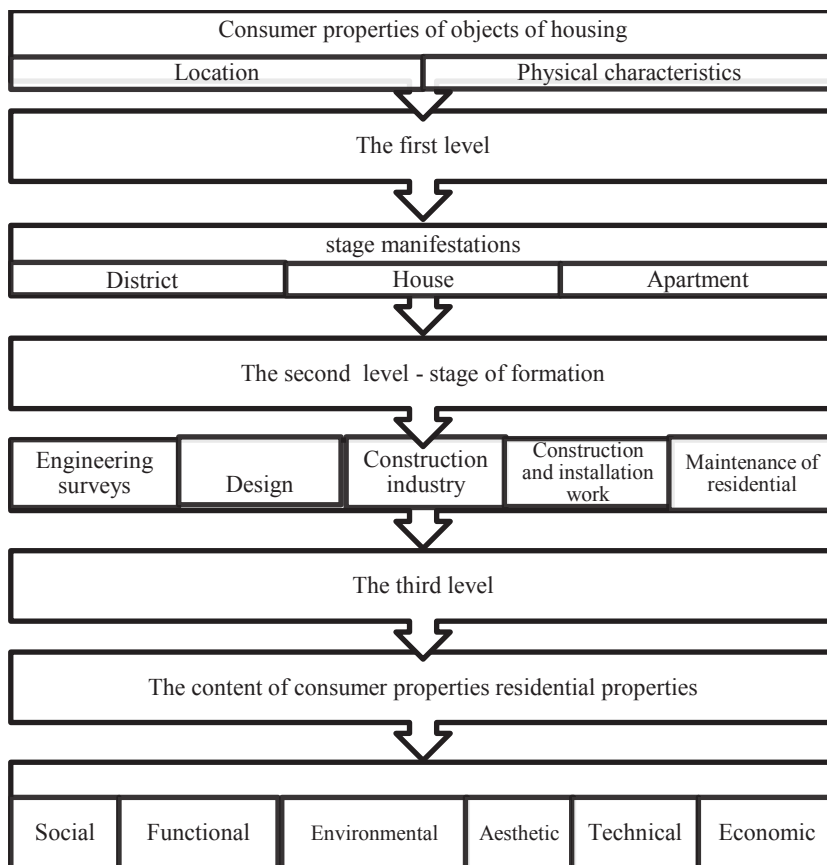 Consumer properties of objects of housing
Location
Physical characteristics
The first level
stage manifestations
District
House
Apartment
The second level - stage of formation
Engineering
surveys
Design
Construction
industry
Construction
and installation
work
Maintenance of
residential
The third level
The content of consumer properties residential properties
Social
Functional
Environmental
Aesthetic
Technical
Economic